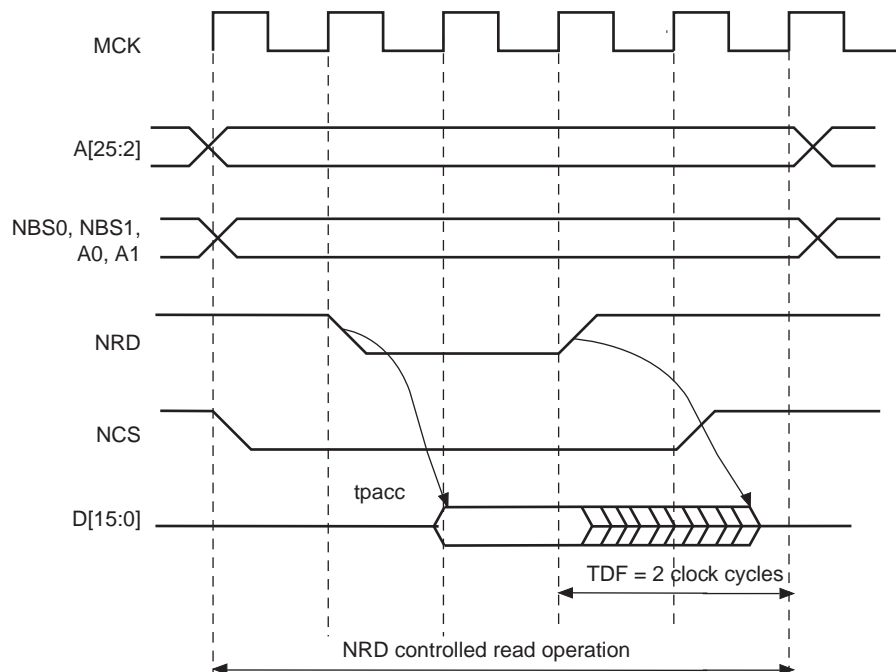 MCK
A[25:2]
NBS0, NBS1,
A0, A1
NRD
NCS
tpacc
D[15:0]
TDF = 2 clock cycles
NRD controlled read operation